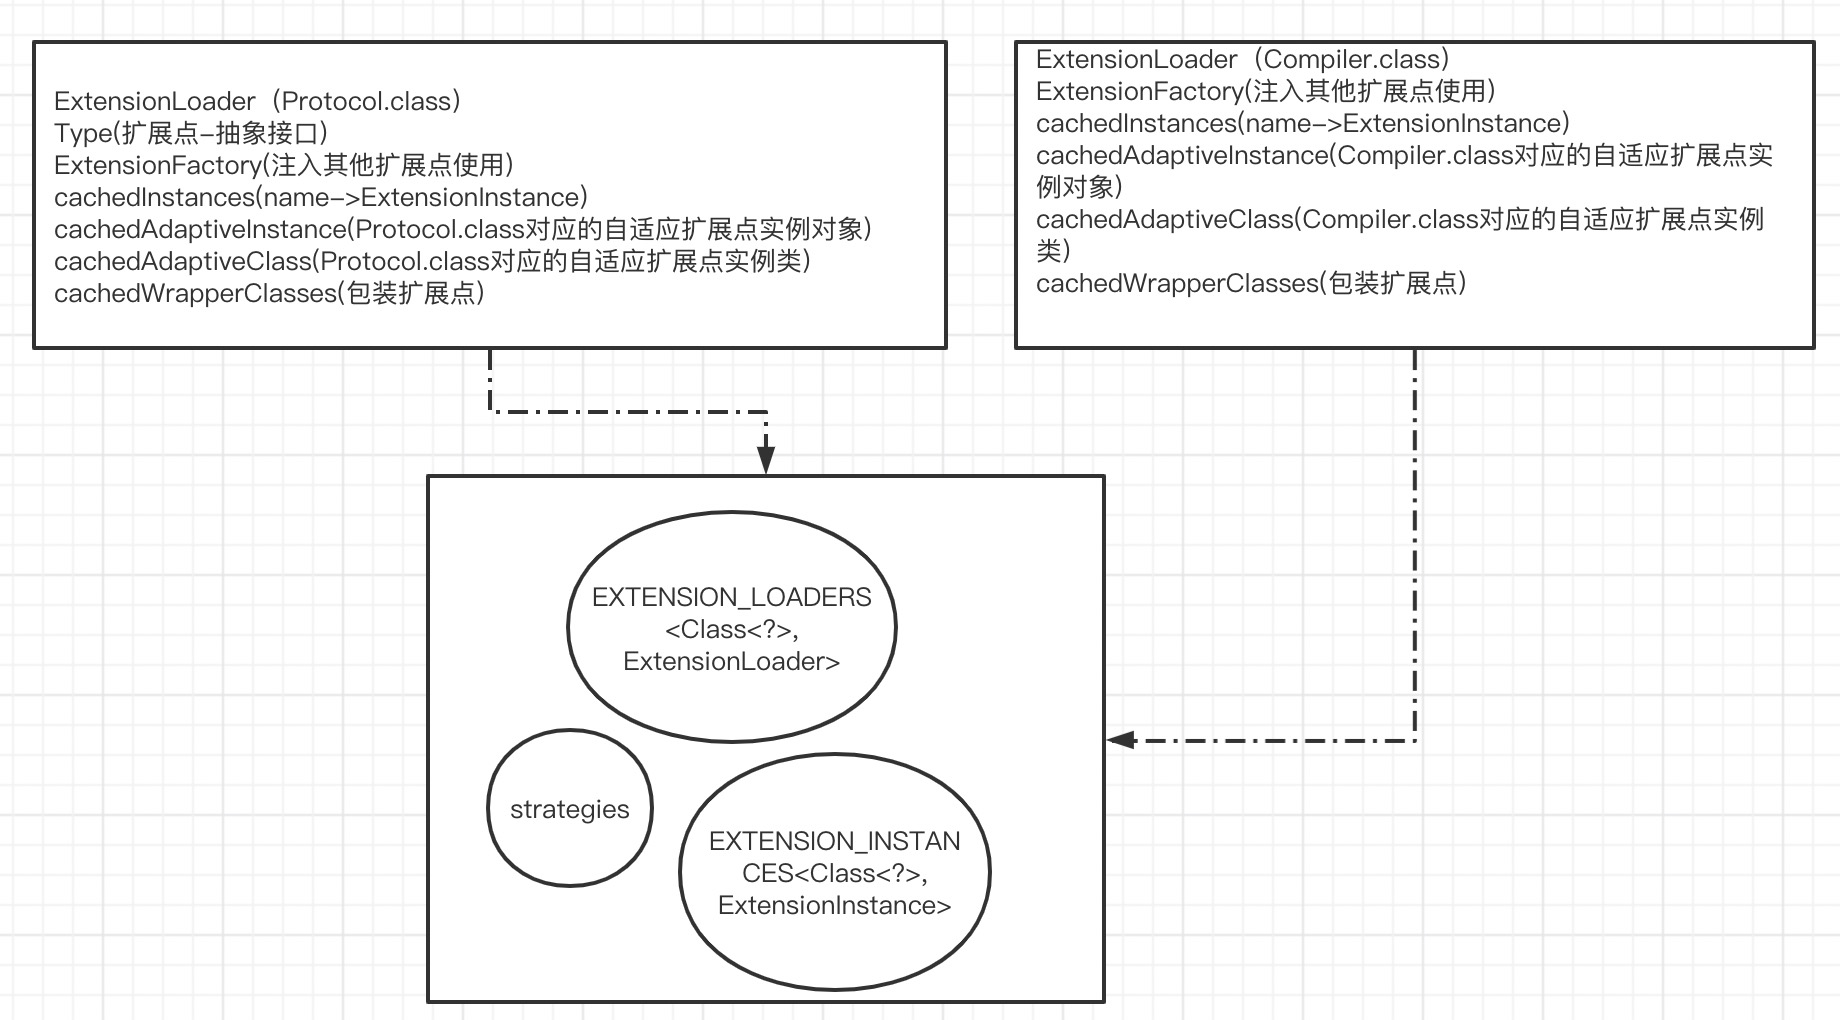 ExtensionLoader（Protocol.class）
Type(扩展点-抽象接口)
ExtensionFactory(注入其他扩展点使用)
cachedInstances(name->ExtensionInstance)
cachedAdaptiveInstance(Protocol.class对应的自适应扩展点实例对象)
cachedAdaptiveClass(Protocol.class对应的自适应扩展点实例类)
cachedWrapperClasses(包装扩展点)
ExtensionLoader（Compiler.class）
ExtensionFactory(注入其他扩展点使用)
cachedInstances(name->ExtensionInstance)
cachedAdaptiveInstance(Compiler.class对应的自适应扩展点实
例对象)
cachedAdaptiveClass(Compiler.class对应的自适应扩展点实例
类)
cachedWrapperClasses(包装扩展点)
EXTENSION_LOADERS
<Class<?>,
ExtensionLoader>
strategies
EXTENSION_INSTAN
CES<Class<?>,
ExtensionInstance>